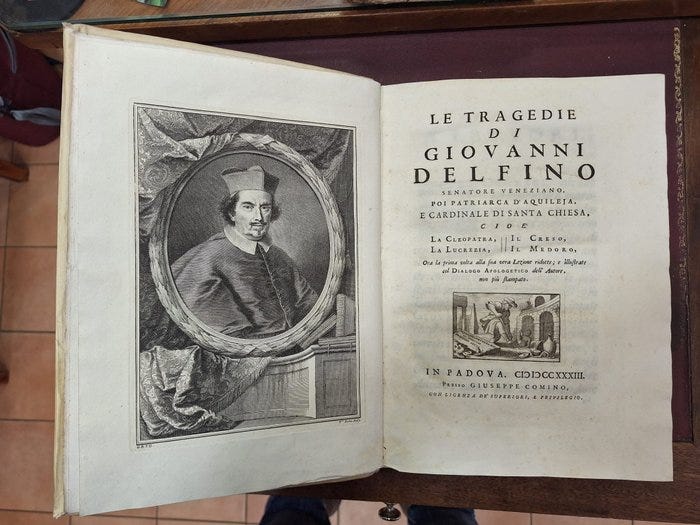 LE TRAGEDIE
DI
GIOVANNI
DELFINO
SENATORE VENEZIANO,
POI PATRIARCA D'AQUILEJA,
E CARDINALE DI SANTA CHIESA,
CIOE'
LA CLEOPATRA, IL CRESO,
LA LUCREZIA, IL MEDORO,
Ora la prima volta alla sua vera Lezione ridotte; e illustrate
col DIALOGO APOLOGETICO dell' Autore,
non più stampato.
IN PADOVA. CIↃIↃCCXXXIII.
PRESSO GIUSEPPE COMINO,
CON LICENZA DE' SUPERIORI, E PRIVILEGIO.